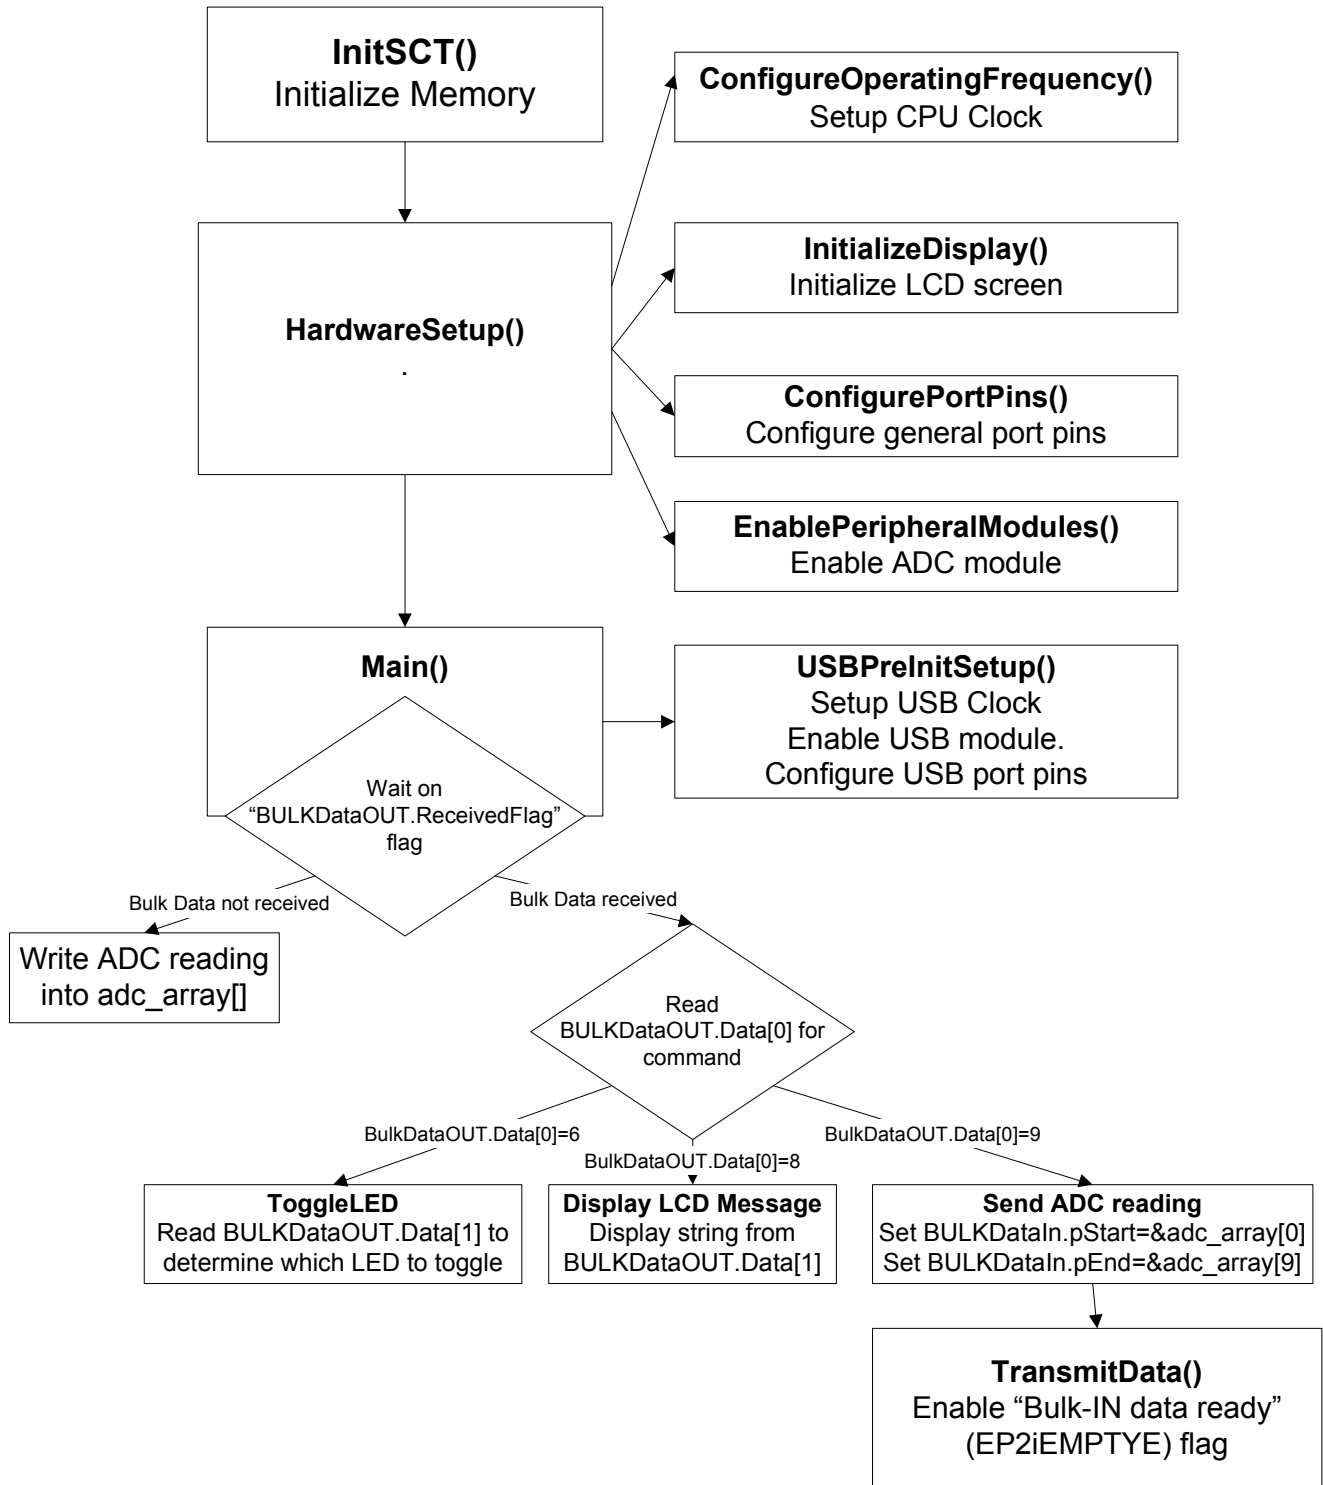 InitSCT()
Initialize Memory
ConfigureOperatingFrequency()
Setup CPU Clock
InitializeDisplay()
Initialize LCD screen
HardwareSetup()
.
ConfigurePortPins()
Configure general port pins
EnablePeripheralModules()
Enable ADC module
Main()
USBPreInitSetup()
Setup USB Clock
Enable USB module.
Configure USB port pins
Wait on
“BULKDataOUT.ReceivedFlag”
flag
Bulk Data not received
Bulk Data received
Write ADC reading
into adc_array[]
Read
BULKDataOUT.Data[0] for
command
BulkDataOUT.Data[0]=6
BulkDataOUT.Data[0]=8
BulkDataOUT.Data[0]=9
ToggleLED
Read BULKDataOUT.Data[1] to
determine which LED to toggle
Display LCD Message
Display string from
BULKDataOUT.Data[1]
Send ADC reading
Set BULKDataIn.pStart=&adc_array[0]
Set BULKDataIn.pEnd=&adc_array[9]
TransmitData()
Enable “Bulk-IN data ready”
(EP2iEMPTYE) flag